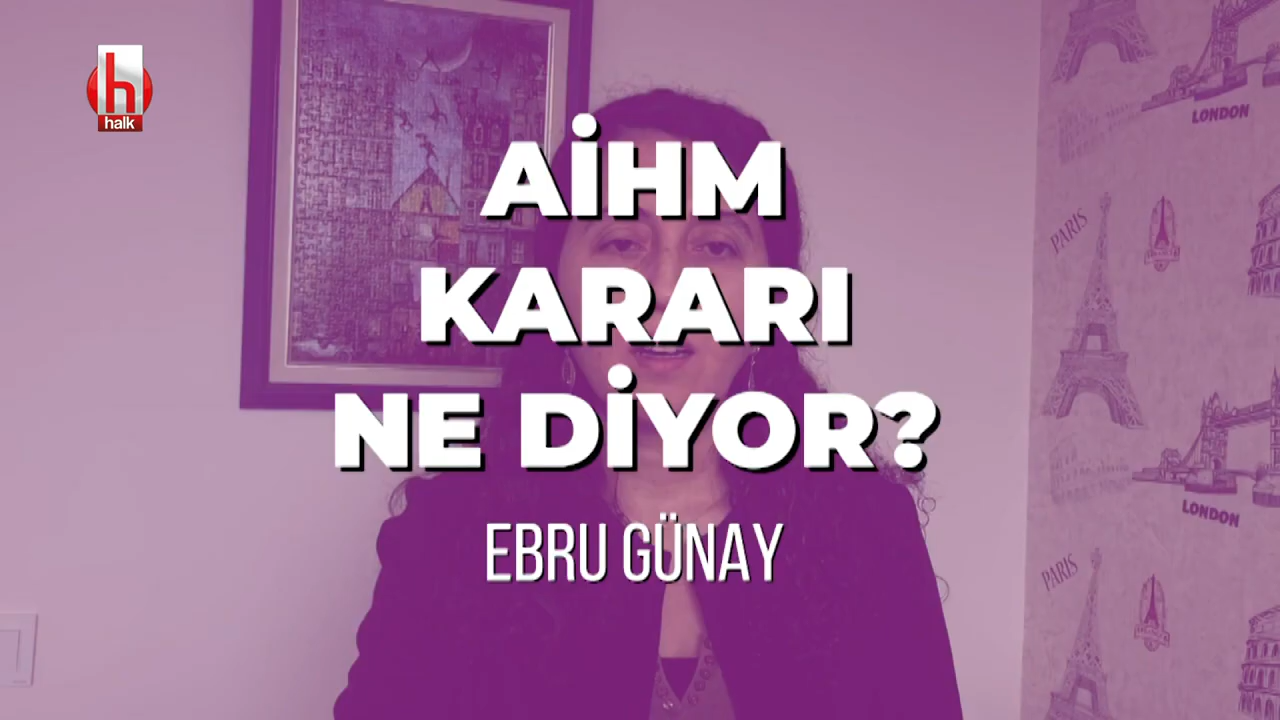 halk
AİHM
KARARI
NE DİYOR?
EBRU GÜNAY
LONDON
PARIS
LONDON
PARIS